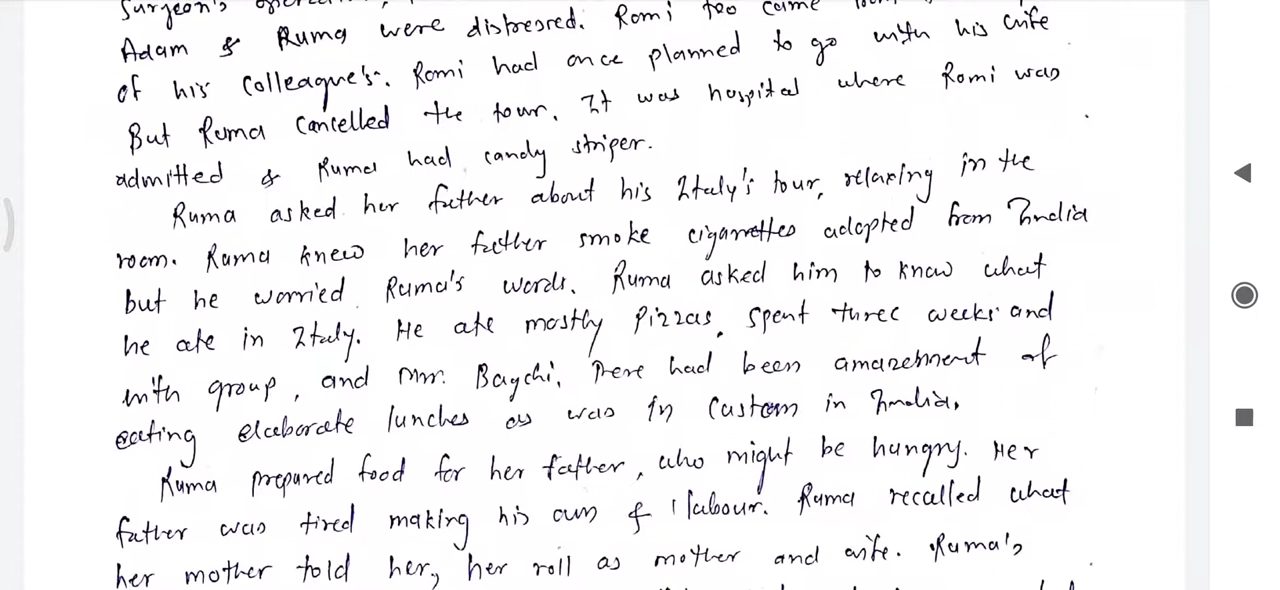 Surgeon's
Adam & Ruma were distressed. Romi too came
of his colleague's. Romi had once planned to go with his wife
But Ruma cancelled the tour. It was hospital where Romi was
admitted & Ruma had candy striper.
Ruma asked her father about his Italy's tour, relaxing in the
room. Ruma knew her father smoke cigarrettes adopted from India
but he worried Ruma's words. Ruma asked him to know what
he ate in Italy. He ate mostly pizzas, spent three weeks and
with group, and Mrr. Bagchi. There had been amazement of
eating elaborate lunches as was in custom in India.
Ruma prepared food for her father, who might be hungry. Her
father was tired making his own & labour. Ruma recalled what
her mother told her, her roll as mother and wife. Ruma's